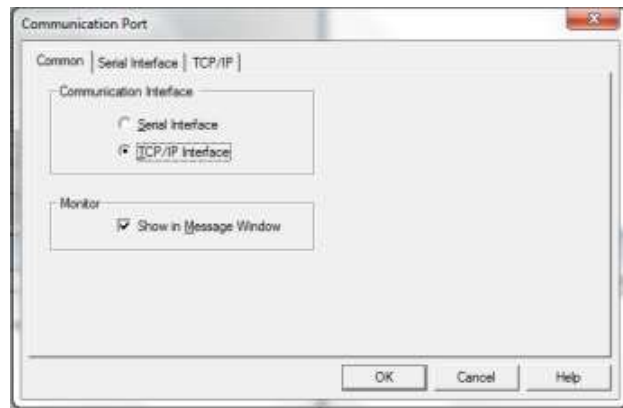 Communication Port
Common Serial Interface TCP/IP
Communication Interface
Serial Interface
TCP/IP Interface
Monitor
Show in Message Window
OK Cancel Help